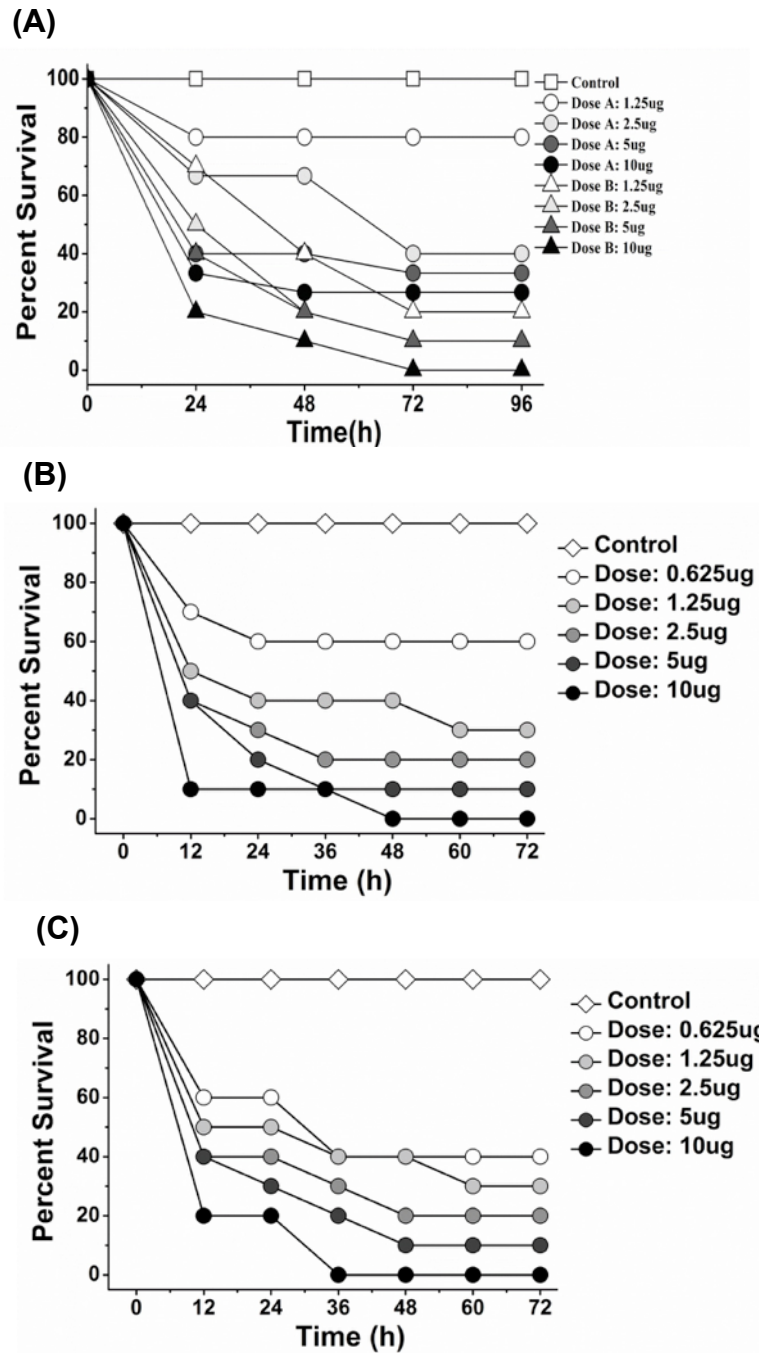 (A)
Percent Survival
100
80
60
40
20
0
0 24 48 72 96
Time(h)
Control
Dose A: 1.25ug
Dose A: 2.5ug
Dose A: 5ug
Dose A: 10ug
Dose B: 1.25ug
Dose B: 2.5ug
Dose B: 5ug
Dose B: 10ug
(B)
Percent Survival
100
80
60
40
20
0
0 12 24 36 48 60 72
Time (h)
Control
Dose: 0.625ug
Dose: 1.25ug
Dose: 2.5ug
Dose: 5ug
Dose: 10ug
(C)
Percent Survival
100
80
60
40
20
0
0 12 24 36 48 60 72
Time (h)
Control
Dose: 0.625ug
Dose: 1.25ug
Dose: 2.5ug
Dose: 5ug
Dose: 10ug